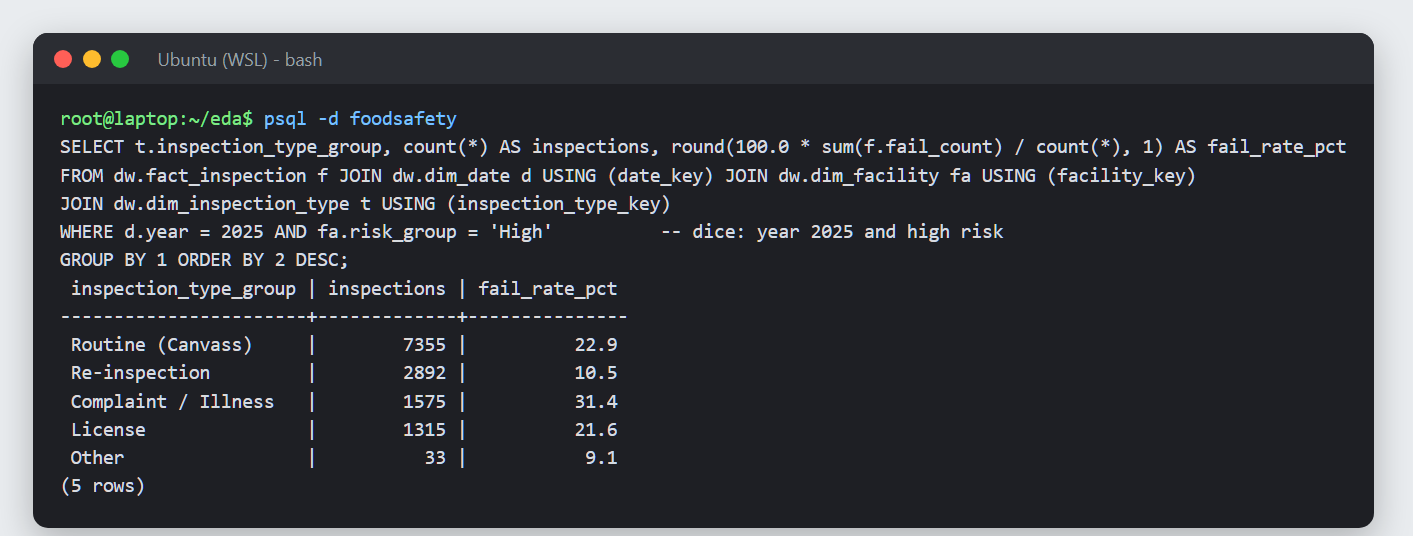 Ubuntu (WSL) - bash
root@laptop:~/eda$ psql -d foodsafety
SELECT t.inspection_type_group, count(*) AS inspections, round(100.0 * sum(f.fail_count) / count(*), 1) AS fail_rate_pct
FROM dw.fact_inspection f JOIN dw.dim_date d USING (date_key) JOIN dw.dim_facility fa USING (facility_key)
JOIN dw.dim_inspection_type t USING (inspection_type_key)
WHERE d.year = 2025 AND fa.risk_group = 'High'          -- dice: year 2025 and high risk
GROUP BY 1 ORDER BY 2 DESC;
 inspection_type_group | inspections | fail_rate_pct
-----------------------+-------------+---------------
 Routine (Canvass)     |        7355 |          22.9
 Re-inspection         |        2892 |          10.5
 Complaint / Illness   |        1575 |          31.4
 License               |        1315 |          21.6
 Other                 |          33 |           9.1
(5 rows)